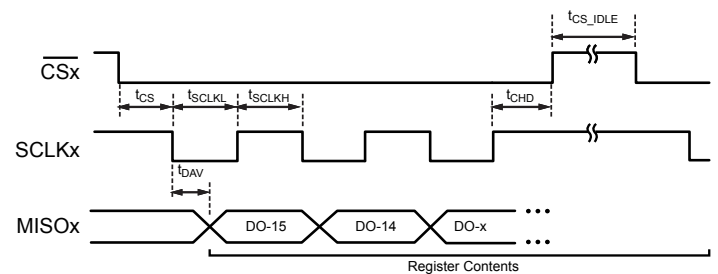 tCS_IDLE
CSx
tCS tSCLKL tSCLKH tCHD
SCLKx
tDAV
MISOx DO-15 DO-14 DO-x
Register Contents